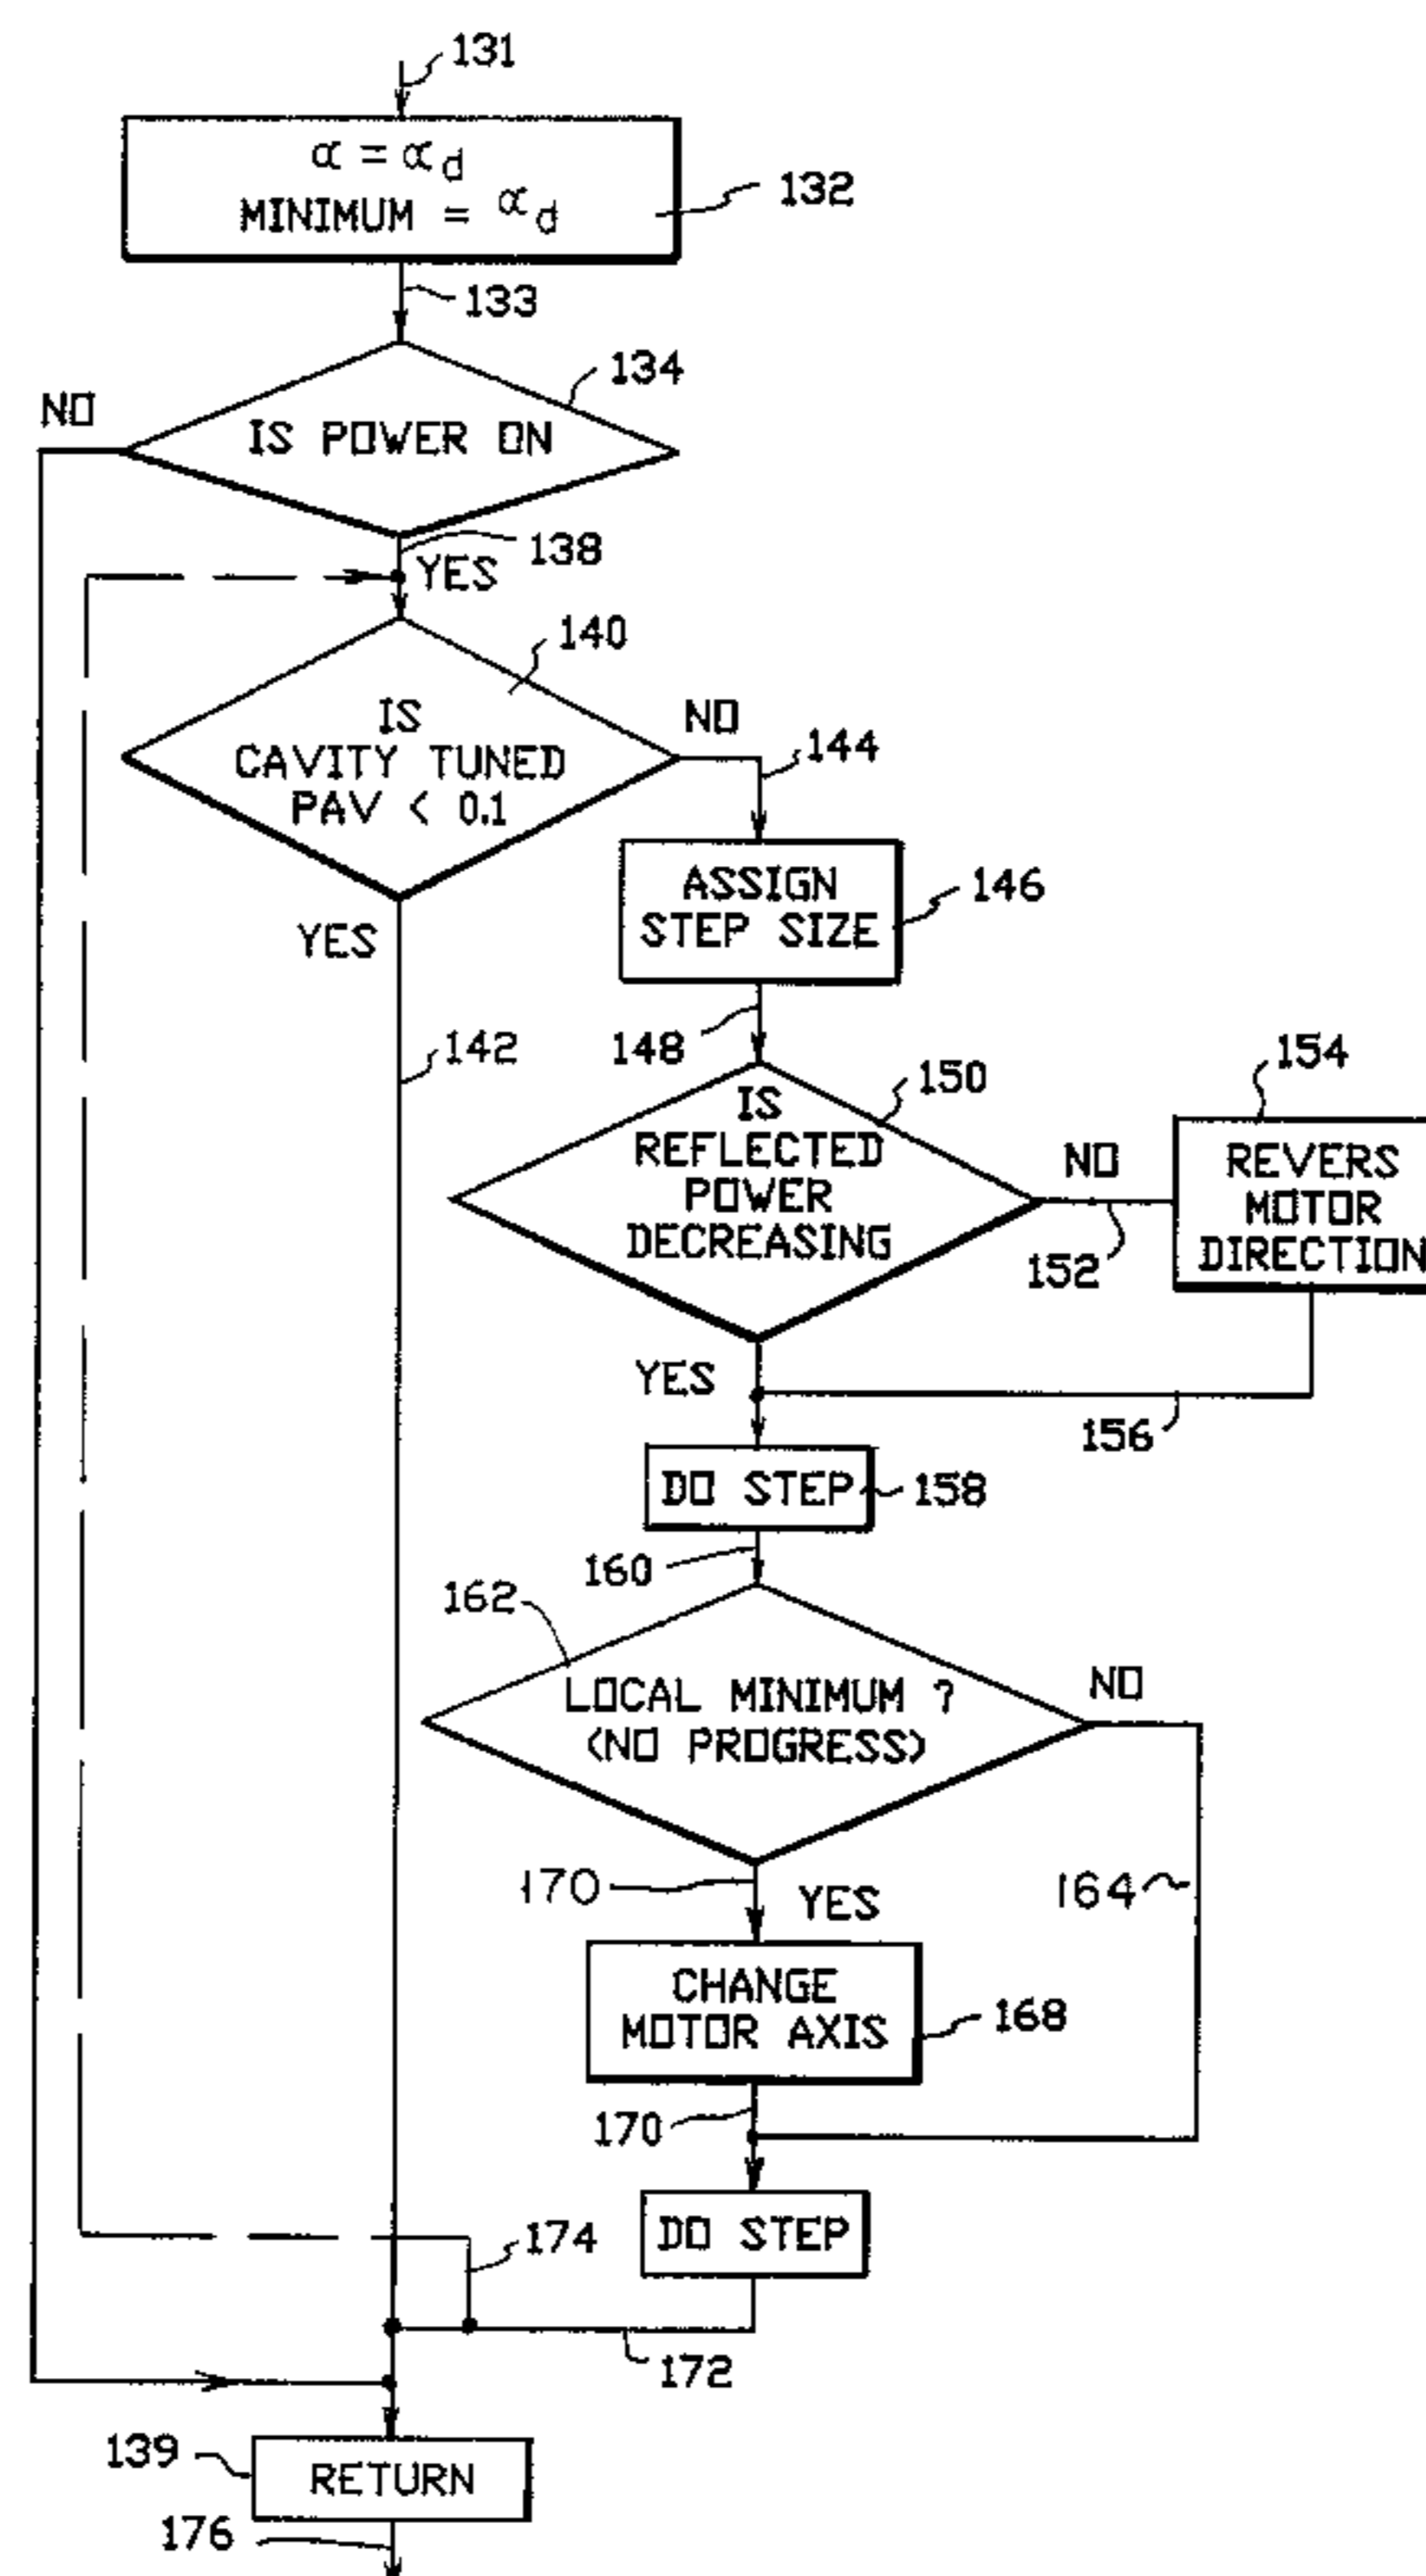 131
α = αd
MINIMUM = αd
132
133
134
NO
IS POWER ON
138
YES
140
IS
CAVITY TUNED
PAV < 0.1
NO
144
YES
ASSIGN
STEP SIZE
146
142
148
150
IS
REFLECTED
POWER
DECREASING
NO
152
154
REVERS
MOTOR
DIRECTION
YES
156
DO STEP
158
160
162
LOCAL MINIMUM ?
(NO PROGRESS)
NO
170
YES
164
CHANGE
MOTOR AXIS
168
170
DO STEP
174
172
139
RETURN
176